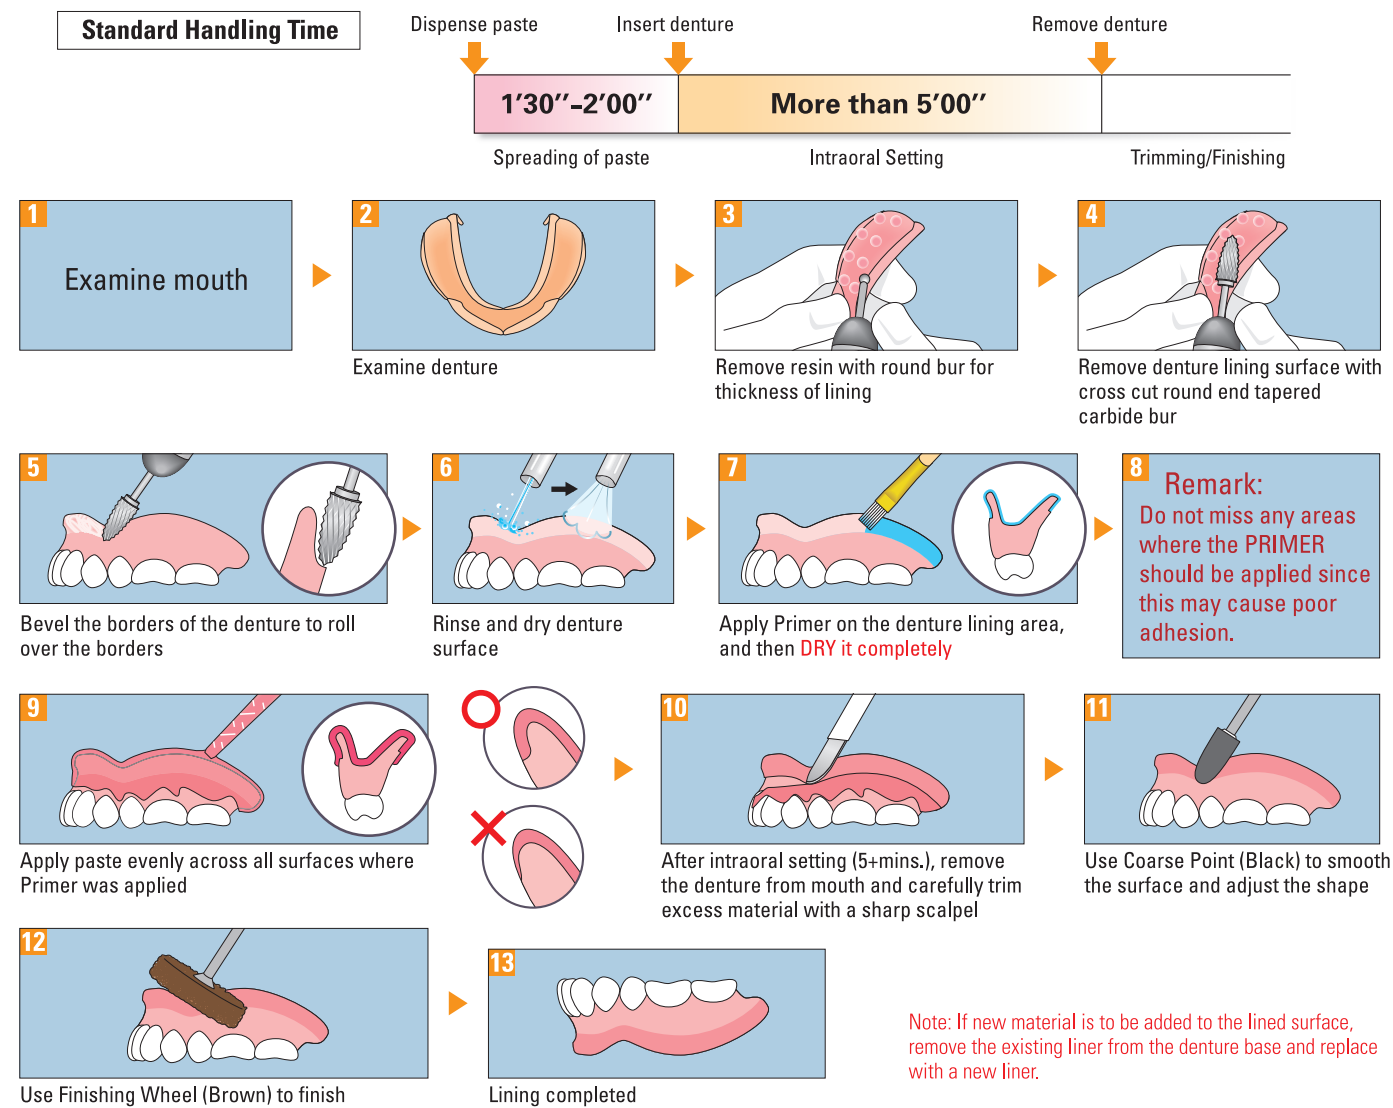 Standard Handling Time
Dispense paste
Insert denture
Remove denture
1’30’’-2’00’’
More than 5’00’’
Spreading of paste
Intraoral Setting
Trimming/Finishing
1
Examine mouth
2
Examine denture
3
Remove resin with round bur for
thickness of lining
4
Remove denture lining surface with
cross cut round end tapered
carbide bur
5
Bevel the borders of the denture to roll
over the borders
6
Rinse and dry denture
surface
7
Apply Primer on the denture lining area,
and then DRY it completely
8
Remark:
Do not miss any areas
where the PRIMER
should be applied since
this may cause poor
adhesion.
9
Apply paste evenly across all surfaces where
Primer was applied
10
After intraoral setting (5+mins.), remove
the denture from mouth and carefully trim
excess material with a sharp scalpel
11
Use Coarse Point (Black) to smooth
the surface and adjust the shape
12
Use Finishing Wheel (Brown) to finish
13
Lining completed
Note: If new material is to be added to the lined surface,
remove the existing liner from the denture base and replace
with a new liner.